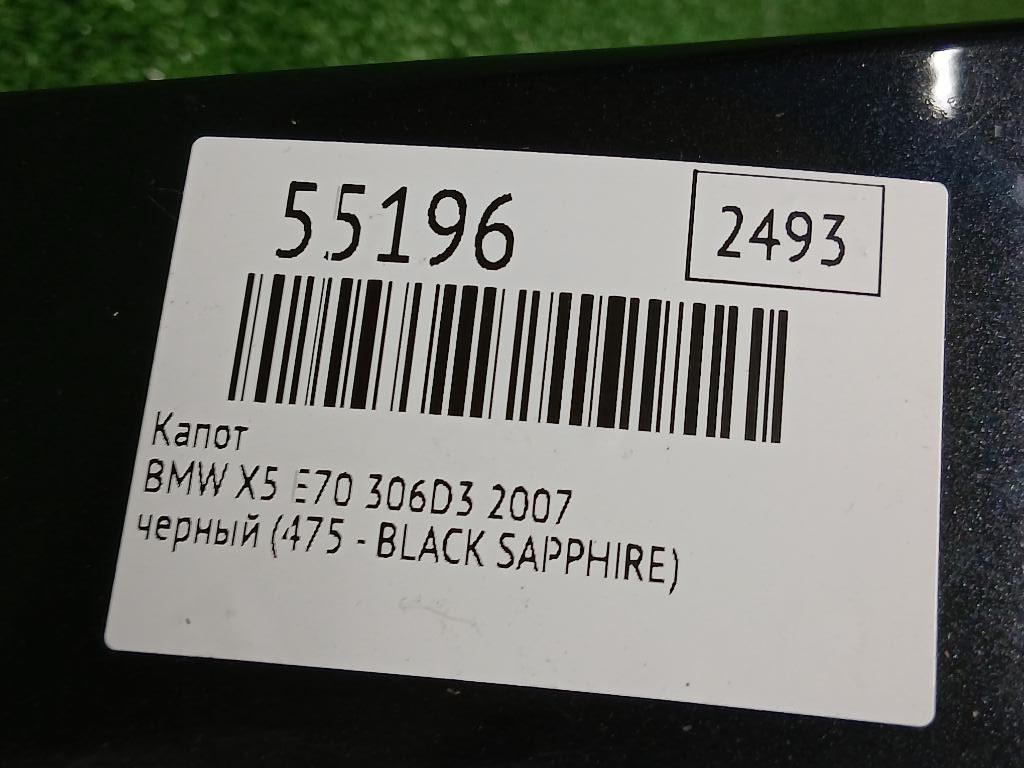 55196
2493
Капот
BMW X5 E70 306D3 2007
черный (475 - BLACK SAPPHIRE)